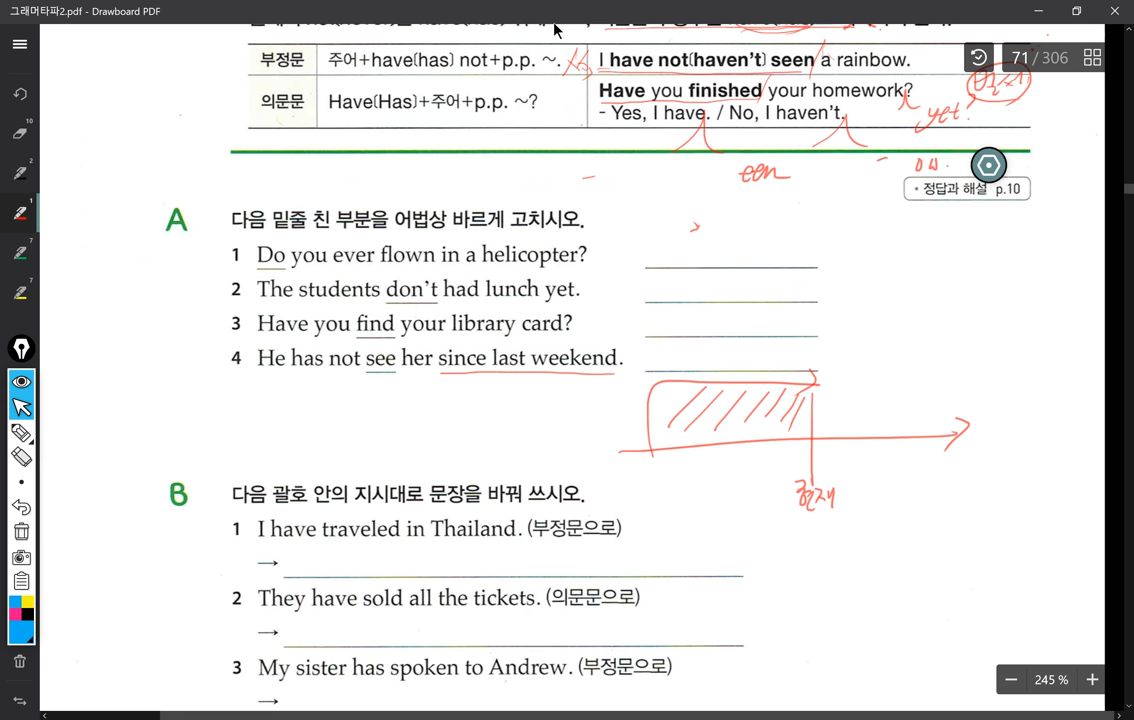 그래머타파2.pdf - Drawboard PDF
71 / 306
부정문 주어+have(has) not+p.p. ~. I have not(haven't) seen a rainbow.
의문문 Have(Has)+주어+p.p. ~? Have you finished your homework?
- Yes, I have. / No, I haven't.
yet?
een
• 정답과 해설 p.10
A 다음 밑줄 친 부분을 어법상 바르게 고치시오.
1 Do you ever flown in a helicopter?
2 The students don't had lunch yet.
3 Have you find your library card?
4 He has not see her since last weekend.
현재
B 다음 괄호 안의 지시대로 문장을 바꿔 쓰시오.
1 I have traveled in Thailand. (부정문으로)
→
2 They have sold all the tickets. (의문문으로)
→
3 My sister has spoken to Andrew. (부정문으로)
→
10
2
1
7
7
245 %